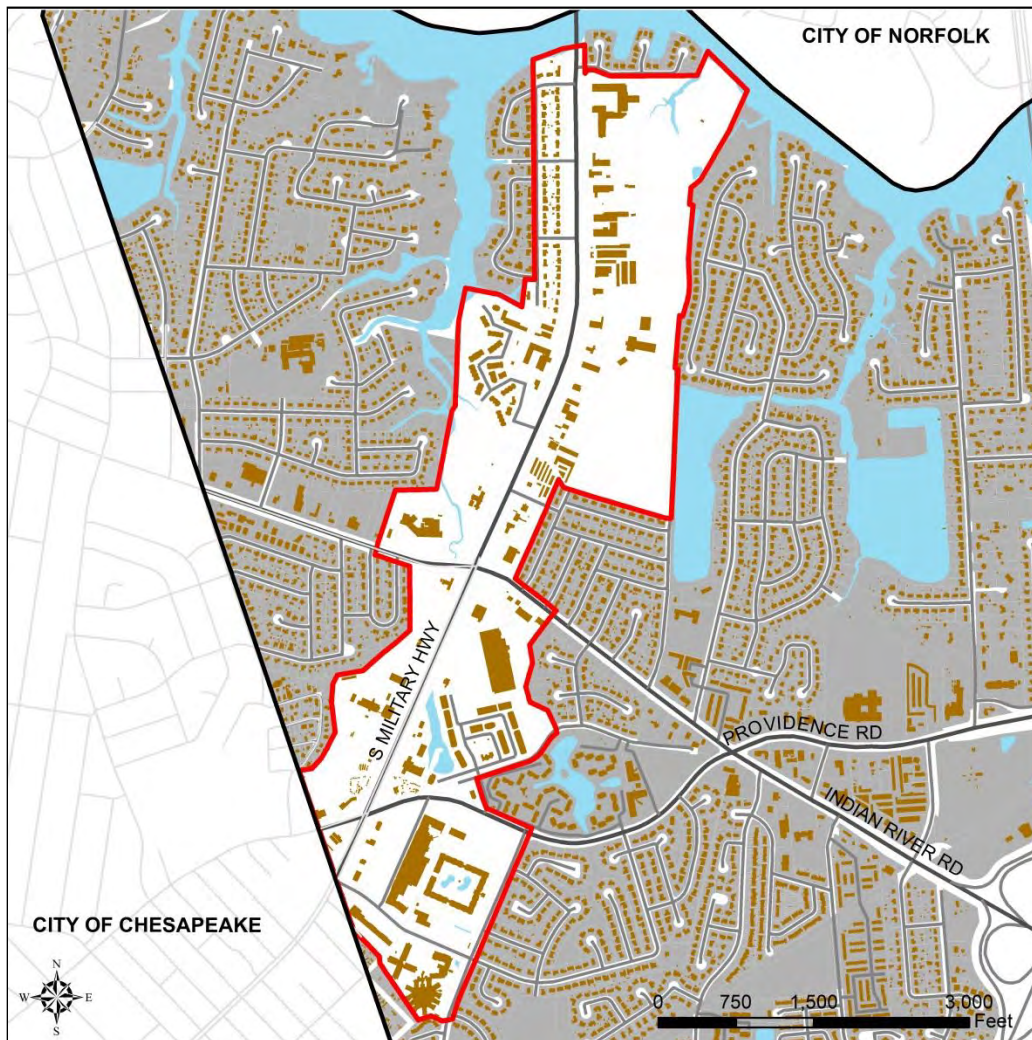 CITY OF NORFOLK
S MILITARY HWY
PROVIDENCE RD
INDIAN RIVER RD
CITY OF CHESAPEAKE
N
W E
S
0 750 1,500 3,000
Feet